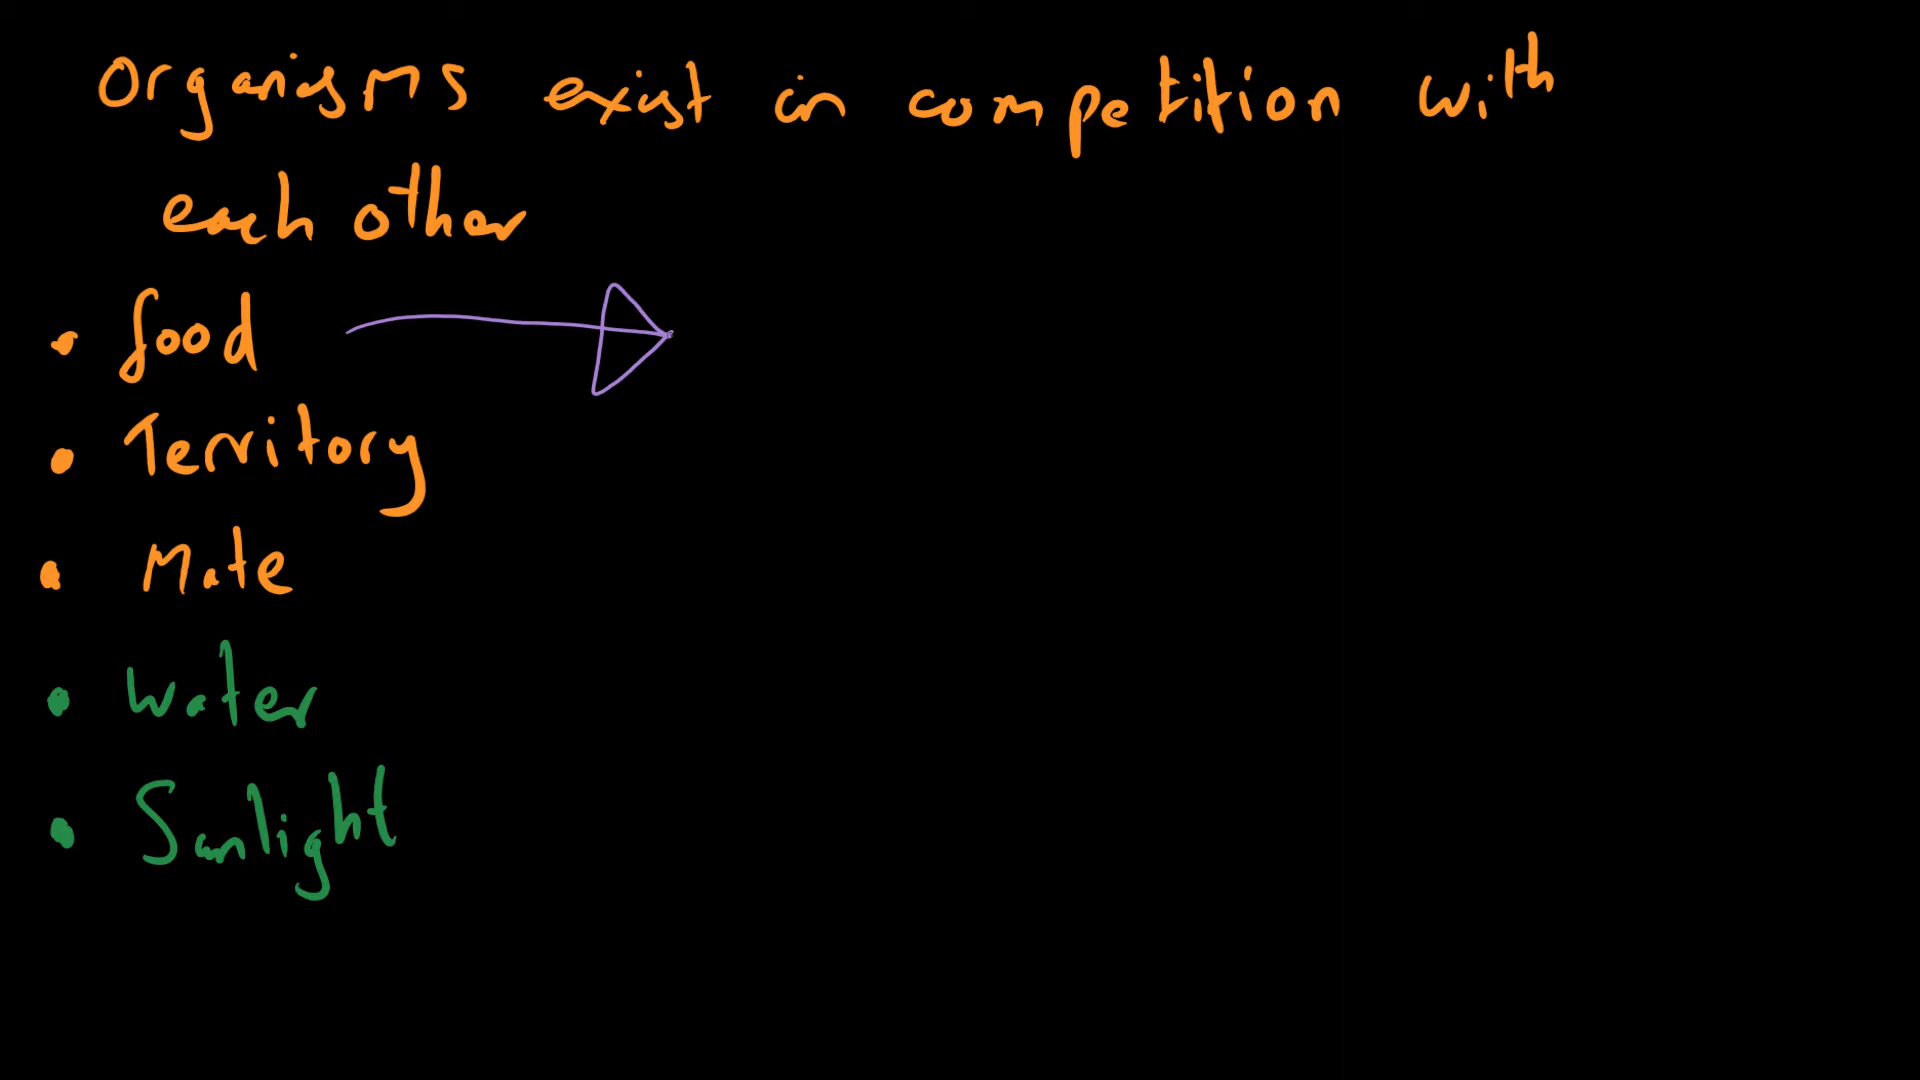 Organisms exist in competition with
each other
• food
• Territory
• Mate
• Water
• Sunlight